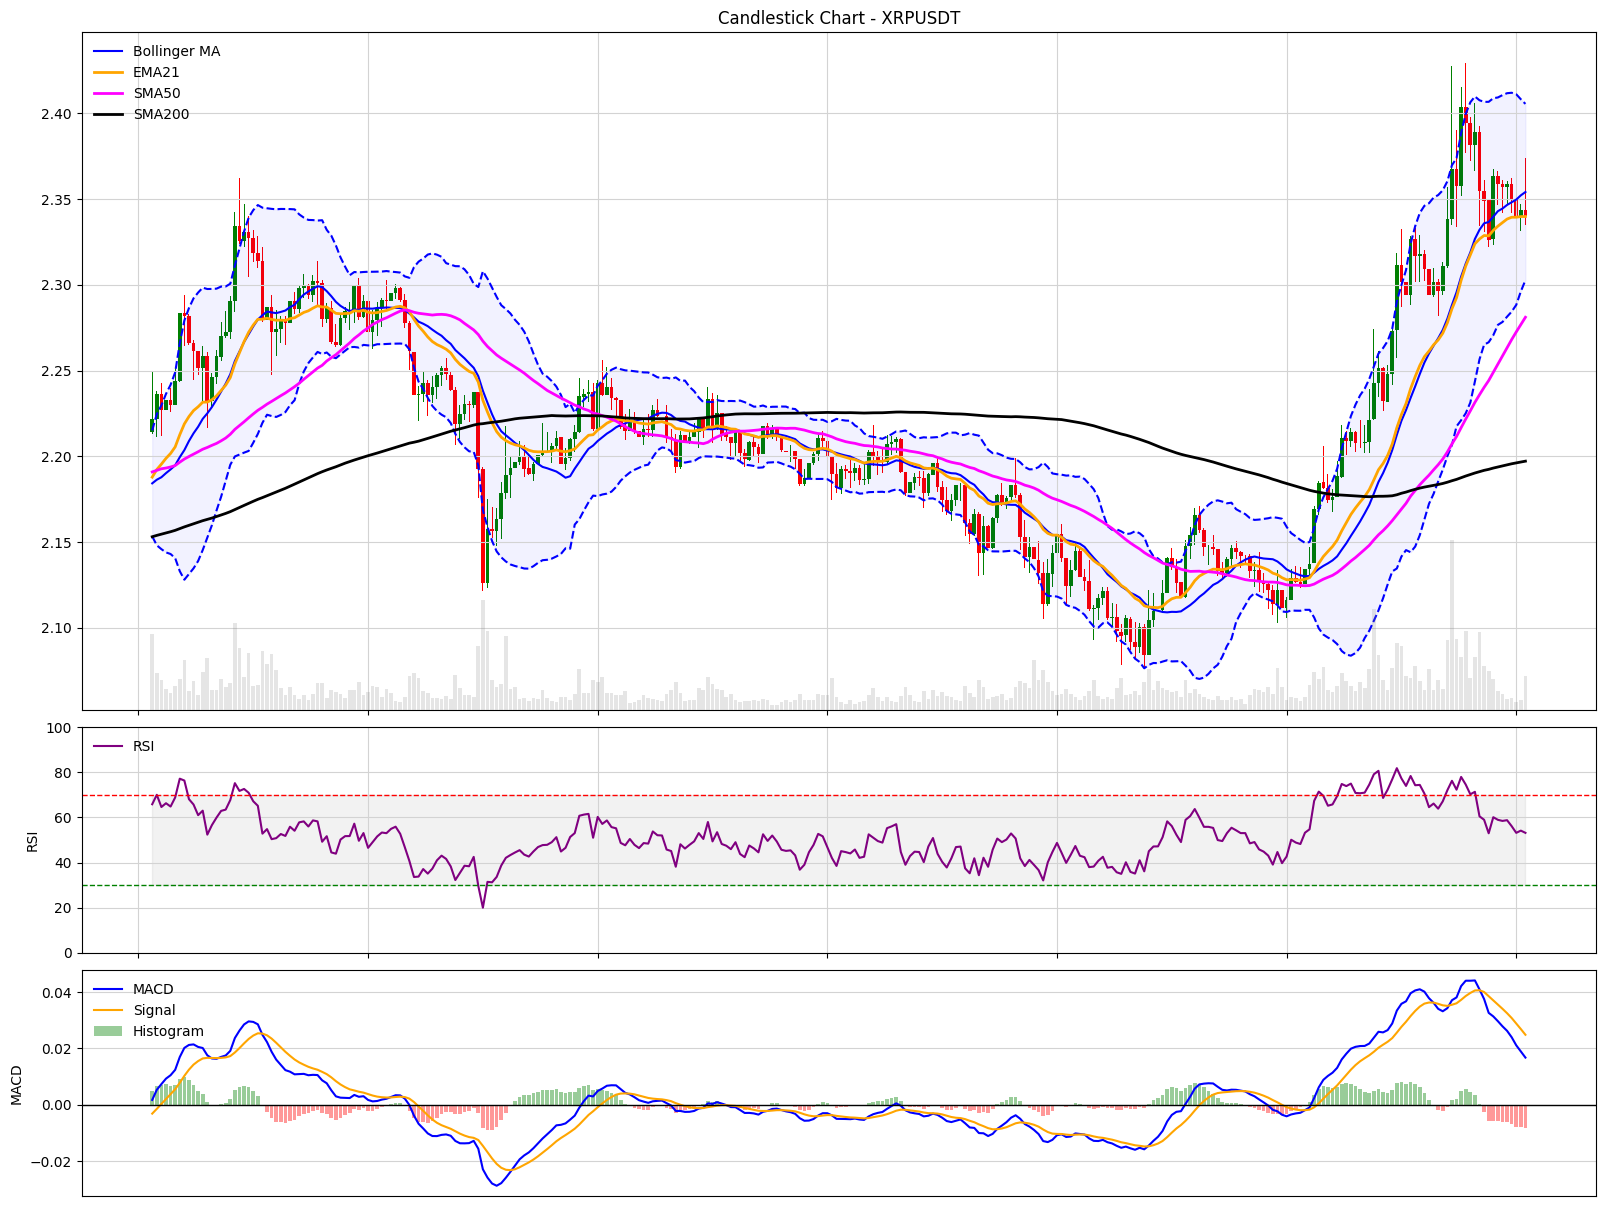 Candlestick Chart - XRPUSDT
Bollinger MA
EMA21
SMA50
SMA200
2.40
2.35
2.30
2.25
2.20
2.15
2.10
RSI
100
80
60
40
20
0
RSI
MACD
Signal
Histogram
0.04
0.02
0.00
−0.02
MACD